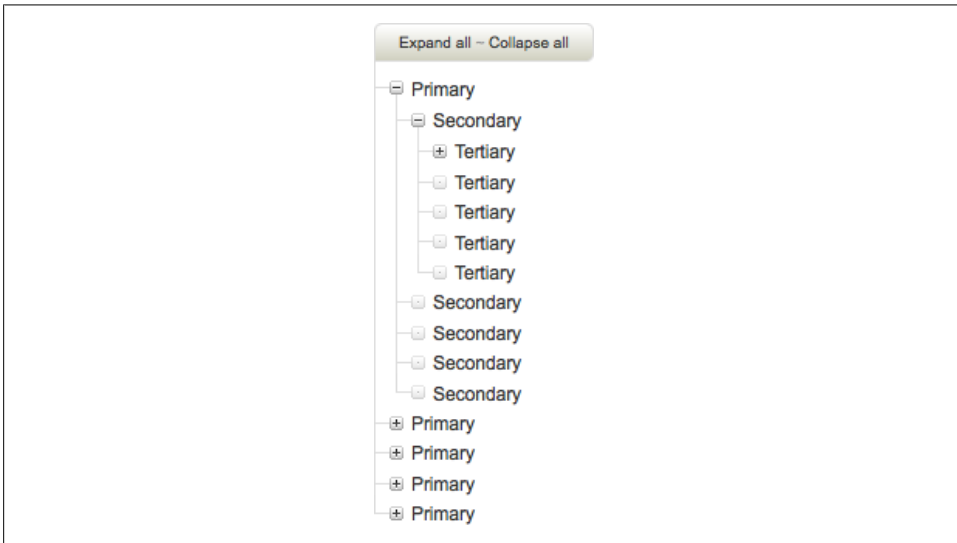 Expand all ~ Collapse all
Primary
Secondary
Tertiary
Tertiary
Tertiary
Tertiary
Tertiary
Secondary
Secondary
Secondary
Secondary
Primary
Primary
Primary
Primary